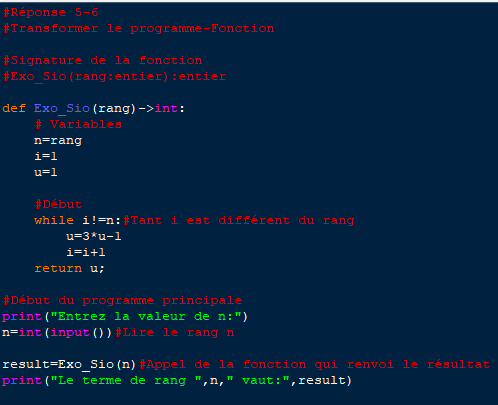 #Réponse 5-6
#Transformer le programme-Fonction
#Signature de la fonction
#Exo_Sio(rang:entier):entier
def Exo_Sio(rang)->int:
# Variables
n=rang
i=1
u=1
#Début
while i!=n:#Tant i est différent du rang
u=3*u-1
i=i+1
return u;
#Début du programme principale
print("Entrez la valeur de n:")
n=int(input())#Lire le rang n
result=Exo_Sio(n)#Appel de la fonction qui renvoi le résultat
print("Le terme de rang ",n," vaut:",result)